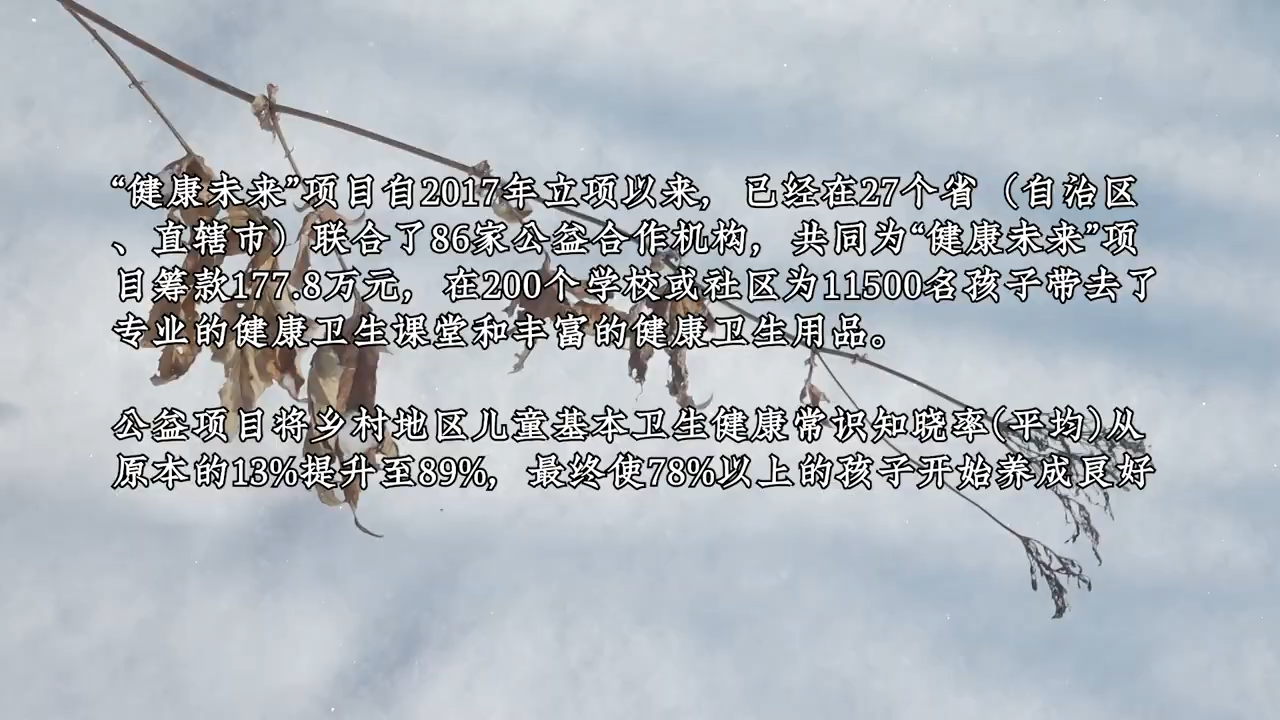 “健康未来”项目自2017年立项以来，已经在27个省（自治区
、直辖市）联合了86家公益合作机构，共同为“健康未来”项
目筹款177.8万元，在200个学校或社区为11500名孩子带去了
专业的健康卫生课堂和丰富的健康卫生用品。
公益项目将乡村地区儿童基本卫生健康常识知晓率(平均)从
原本的13%提升至89%，最终使78%以上的孩子开始养成良好